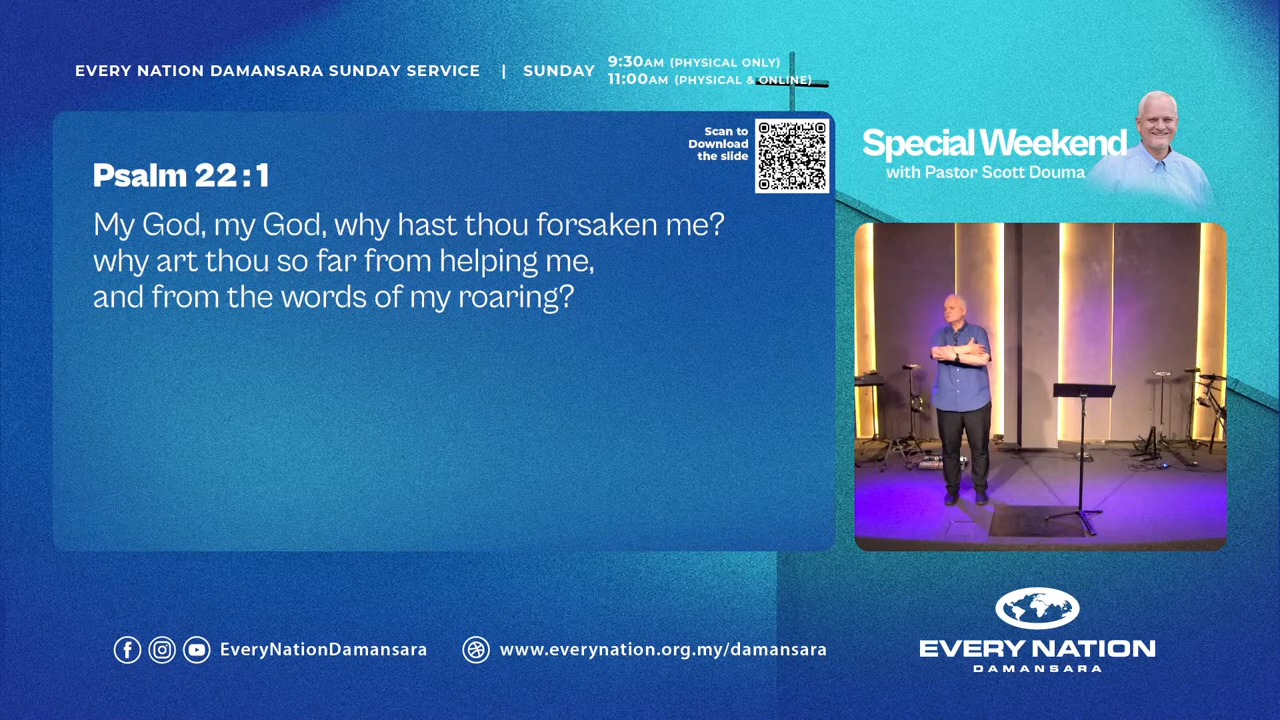 EVERY NATION DAMANSARA SUNDAY SERVICE | SUNDAY 9:30AM (PHYSICAL ONLY)
11:00AM (PHYSICAL & ONLINE)
Scan to
Download
the slide
Psalm 22:1
My God, my God, why hast thou forsaken me?
why art thou so far from helping me,
and from the words of my roaring?
Special Weekend
with Pastor Scott Douma
EveryNationDamansara
www.everynation.org.my/damansara
EVERY NATION
DAMANSARA